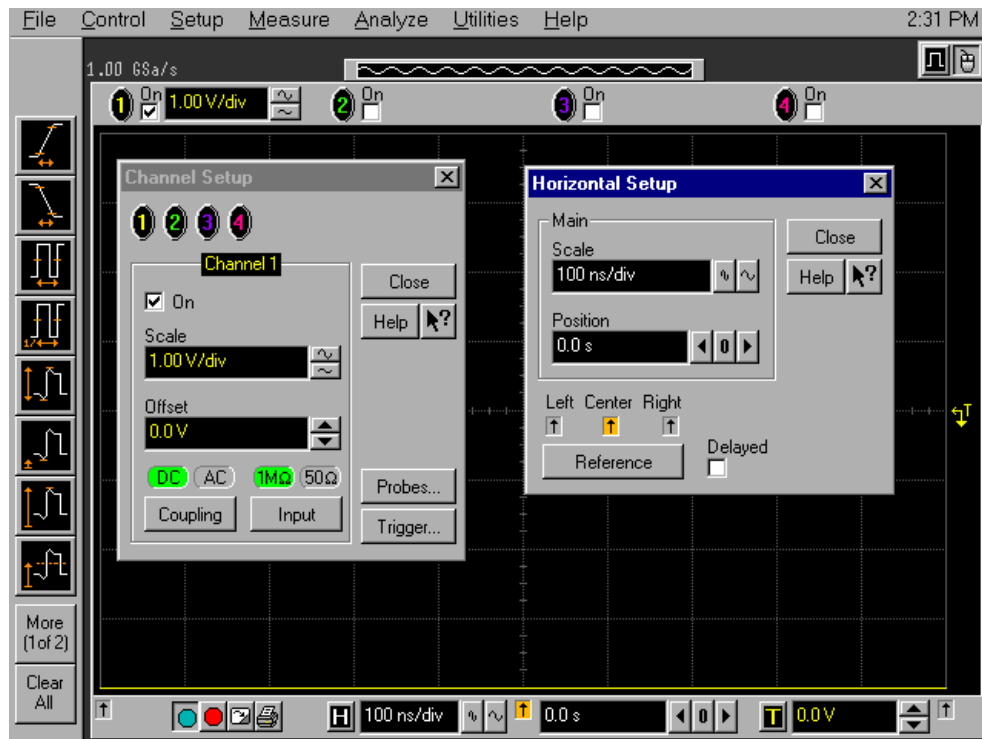 File Control Setup Measure Analyze Utilities Help 2:31 PM
1.00 GSa/s
1 On 1.00 V/div 2 On 3 On 4 On
Channel Setup
1 2 3 4
Channel 1
On
Scale
1.00 V/div
Offset
0.0 V
DC AC 1MΩ 50Ω
Coupling Input
Close
Help ?
Probes...
Trigger...
Horizontal Setup
Main
Scale
100 ns/div
Position
0.0 s
0
Left Center Right
Reference
Delayed
Close
Help ?
T
1/
More
(1of 2)
Clear
All
H 100 ns/div 0.0 s 0 T 0.0 V